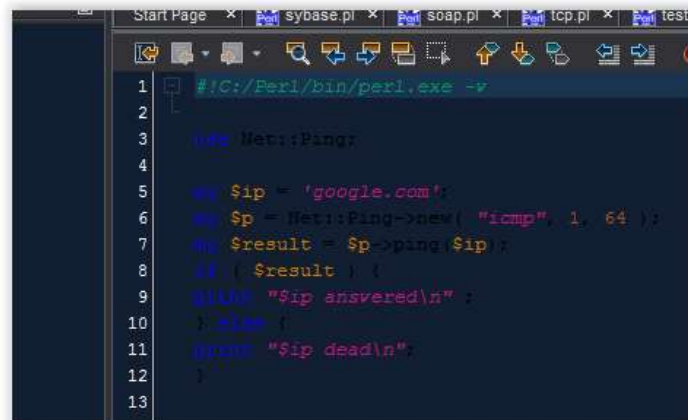 Start Page × sybase.pl × soap.pl × tcp.pl × test
1 #!C:/Perl/bin/perl.exe -v
2
3 use Net::Ping;
4
5 my $ip = 'google.com';
6 my $p = Net::Ping->new( "icmp", 1, 64 );
7 my $result = $p->ping($ip);
8 if ( $result ) {
9 print "$ip answered\n" ;
10 } else {
11 print "$ip dead\n";
12 }
13